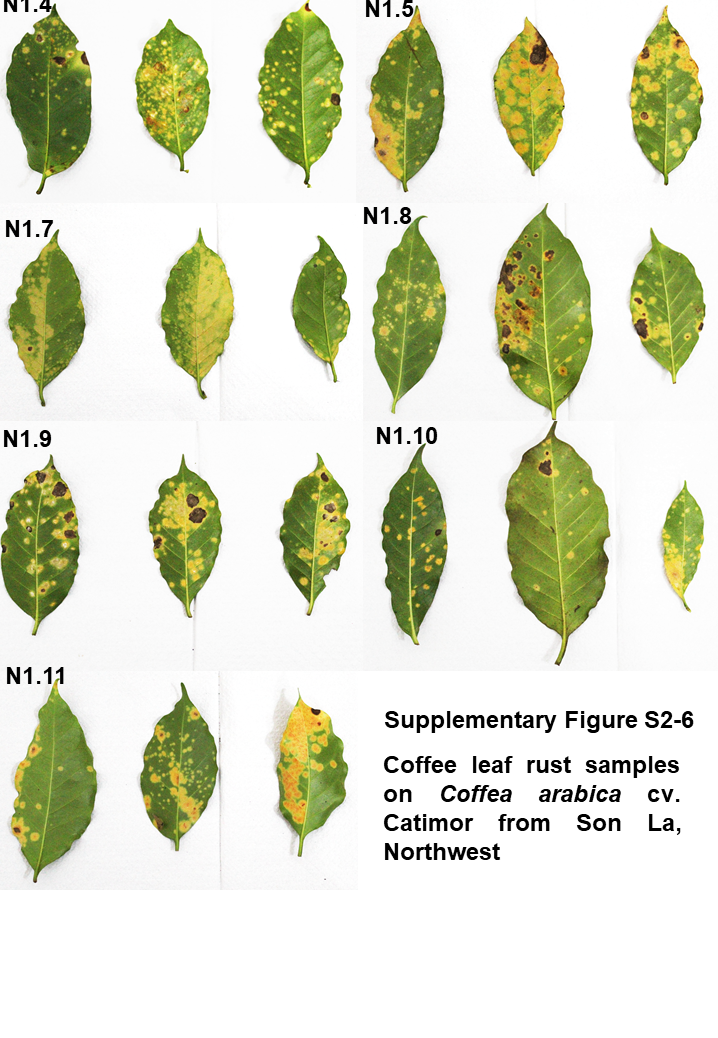 N1.4
N1.5
N1.7
N1.8
N1.9
N1.10
N1.11
Supplementary Figure S2-6
Coffee leaf rust samples
on Coffea arabica cv.
Catimor from Son La,
Northwest